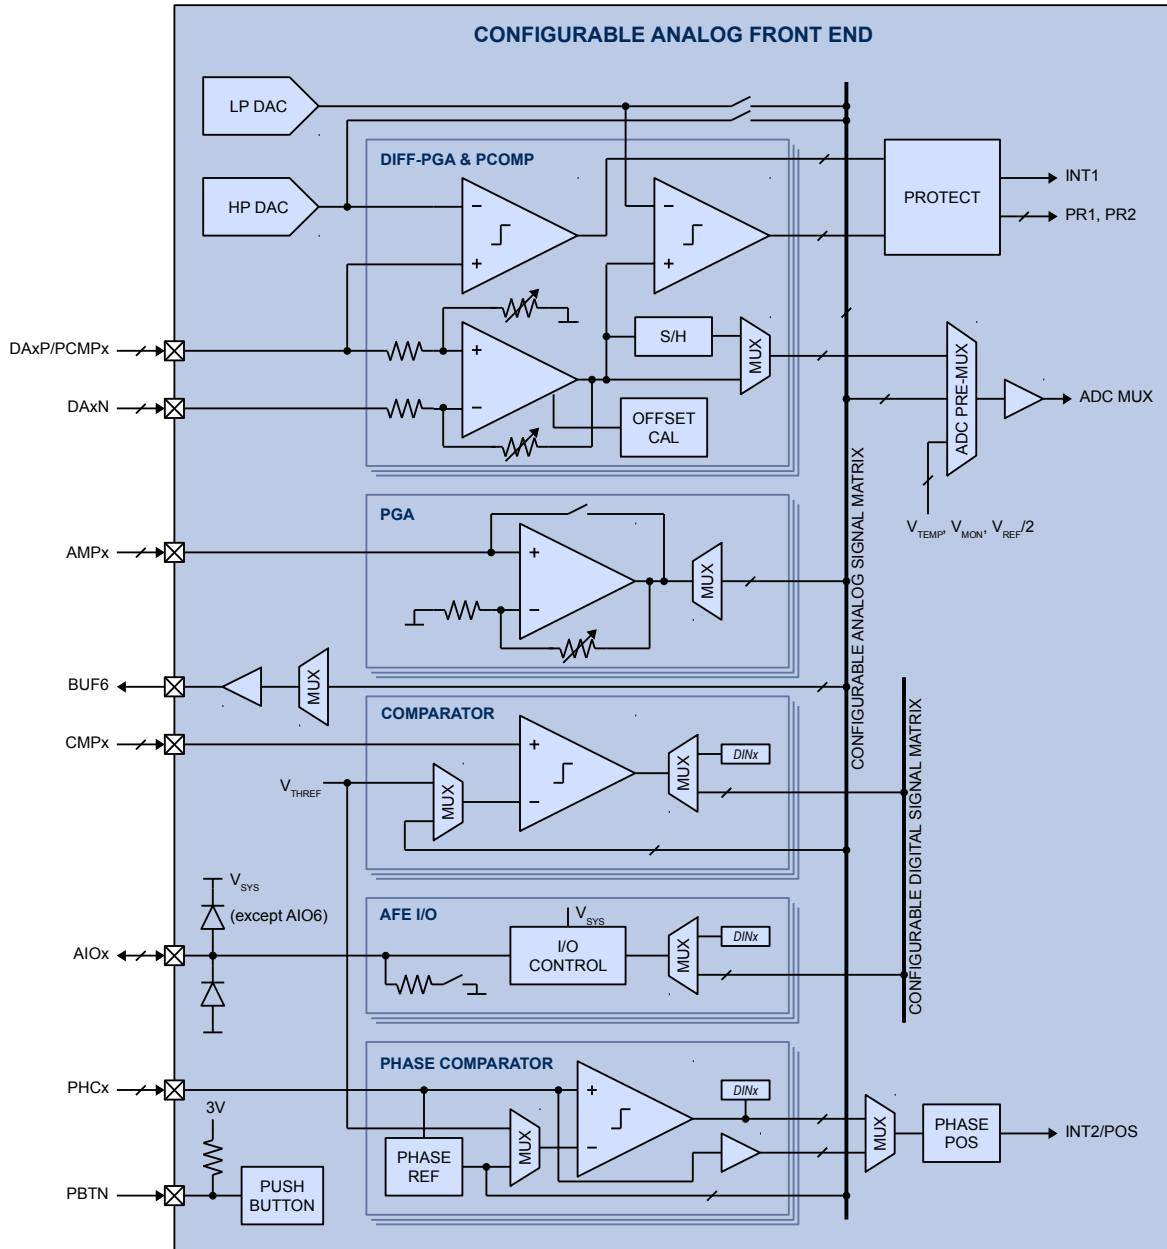 CONFIGURABLE ANALOG FRONT END
LP DAC
HP DAC
DIFF-PGA & PCOMP
PROTECT
INT1
PR1, PR2
DAxP/PCMPx
DAxN
S/H
MUX
OFFSET
CAL
ADC PRE-MUX
ADC MUX
VTEMP, VMON, VREF/2
CONFIGURABLE ANALOG SIGNAL MATRIX
PGA
AMPx
MUX
BUF6
MUX
COMPARATOR
CMPx
VTHREF
MUX
MUX
DINx
CONFIGURABLE DIGITAL SIGNAL MATRIX
VSYS
(except AIO6)
AIOx
AFE I/O
VSYS
I/O
CONTROL
MUX
DINx
PHASE COMPARATOR
PHCx
3V
PHASE
REF
MUX
DINx
MUX
PHASE
POS
INT2/POS
PBTN
PUSH
BUTTON